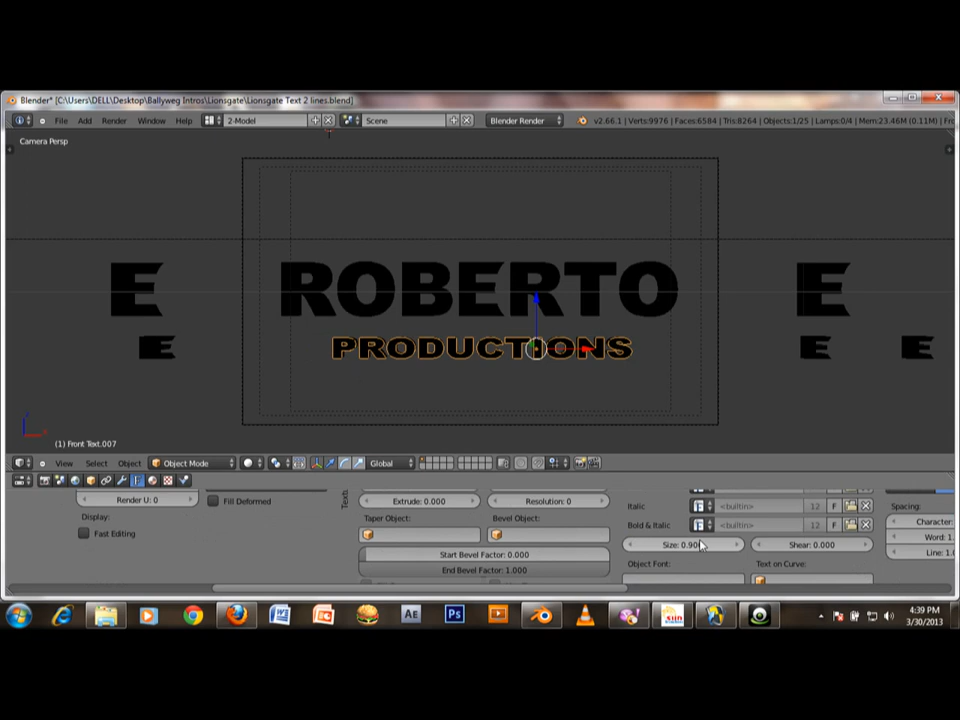 Blender* [C:\Users\DELL\Desktop\Ballyweg Intros\Lionsgate\Lionsgate Text 2 lines.blend]
File Add Render Window Help 2-Model Scene Blender Render v2.66.1 | Verts:9976 | Faces:6584 | Tris:8264 | Objects:1/25 | Lamps:0/4 | Mem:23.46M (0.11M) | Fr
Camera Persp
E ROBERTO E
E PRODUCTIONS E E
(1) Front Text.007
View Select Object Object Mode Global
Render U: 0 Fill Deformed Extrude: 0.000 Resolution: 0 Italic <builtin> 12 F Spacing:
Display: Taper Object: Bevel Object: Bold & Italic <builtin> 12 F Character:
Fast Editing Word: 1.
Start Bevel Factor: 0.000 Size: 0.900 Shear: 0.000 Line: 1.
End Bevel Factor: 1.000 Object Font: Text on Curve:
AE Ps
4:39 PM
3/30/2013